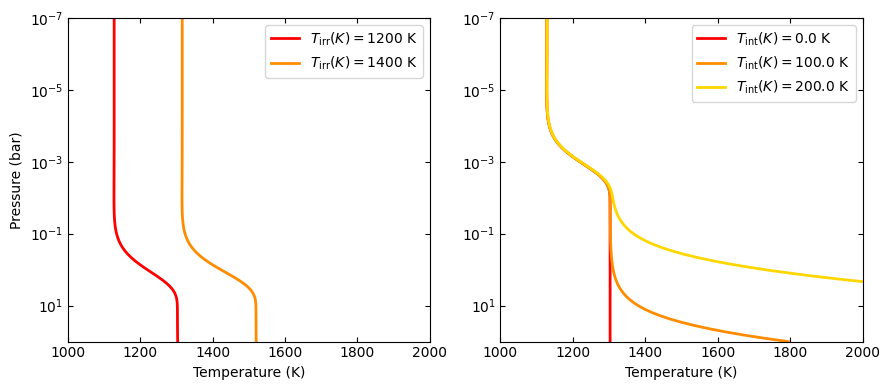 10⁻⁷
10⁻⁵
10⁻³
10⁻¹
10¹
Pressure (bar)
1000 1200 1400 1600 1800 2000
Temperature (K)
T_irr(K) = 1200 K
T_irr(K) = 1400 K
10⁻⁷
10⁻⁵
10⁻³
10⁻¹
10¹
1000 1200 1400 1600 1800 2000
Temperature (K)
T_int(K) = 0.0 K
T_int(K) = 100.0 K
T_int(K) = 200.0 K